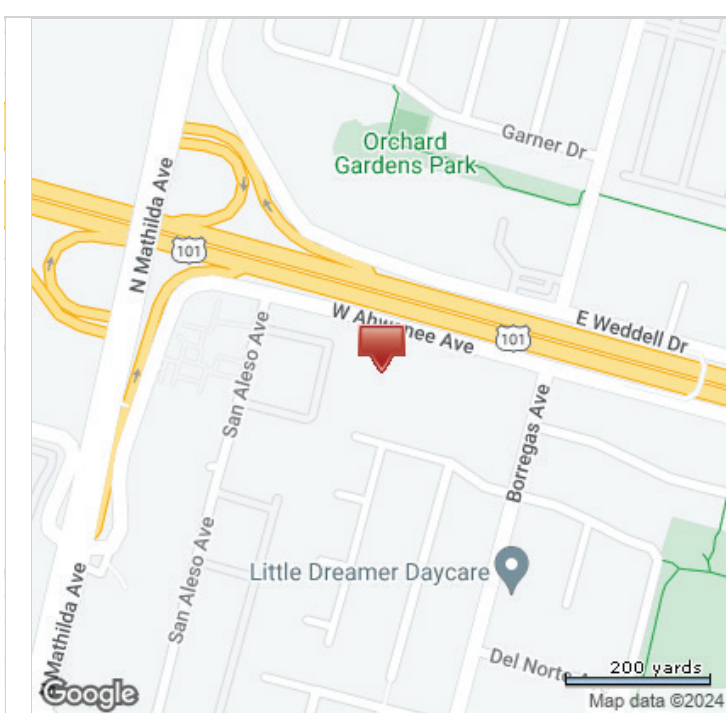 Garner Dr
Orchard
Gardens Park
N Mathilda Ave
101
W Ahwanee Ave
101
E Weddell Dr
San Aleso Ave
Borregas Ave
San Aleso Ave
Little Dreamer Daycare
Mathilda Ave
Del Norte
200 yards
Google
Map data ©2024